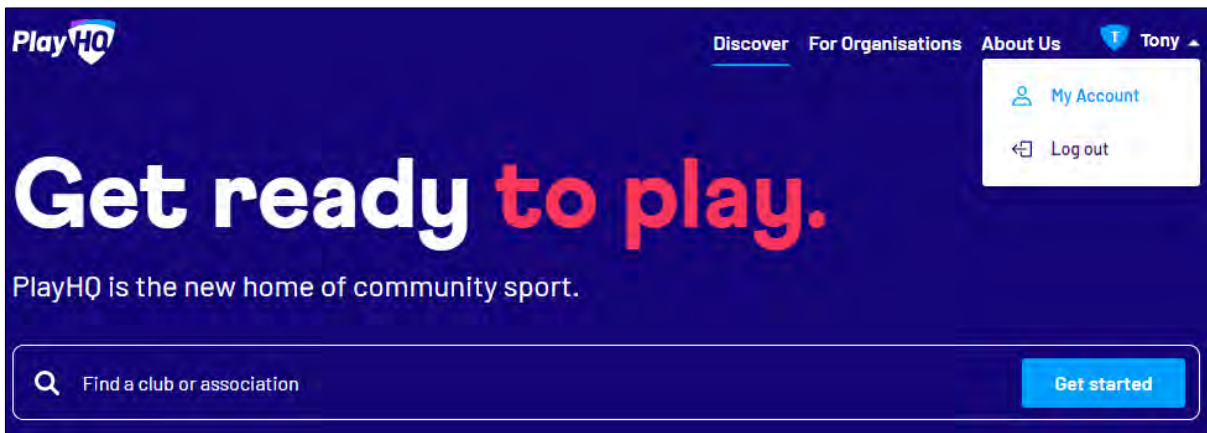 PlayHQ
Discover For Organisations About Us T Tony
My Account
Log out
Get ready to play.
PlayHQ is the new home of community sport.
Find a club or association
Get started